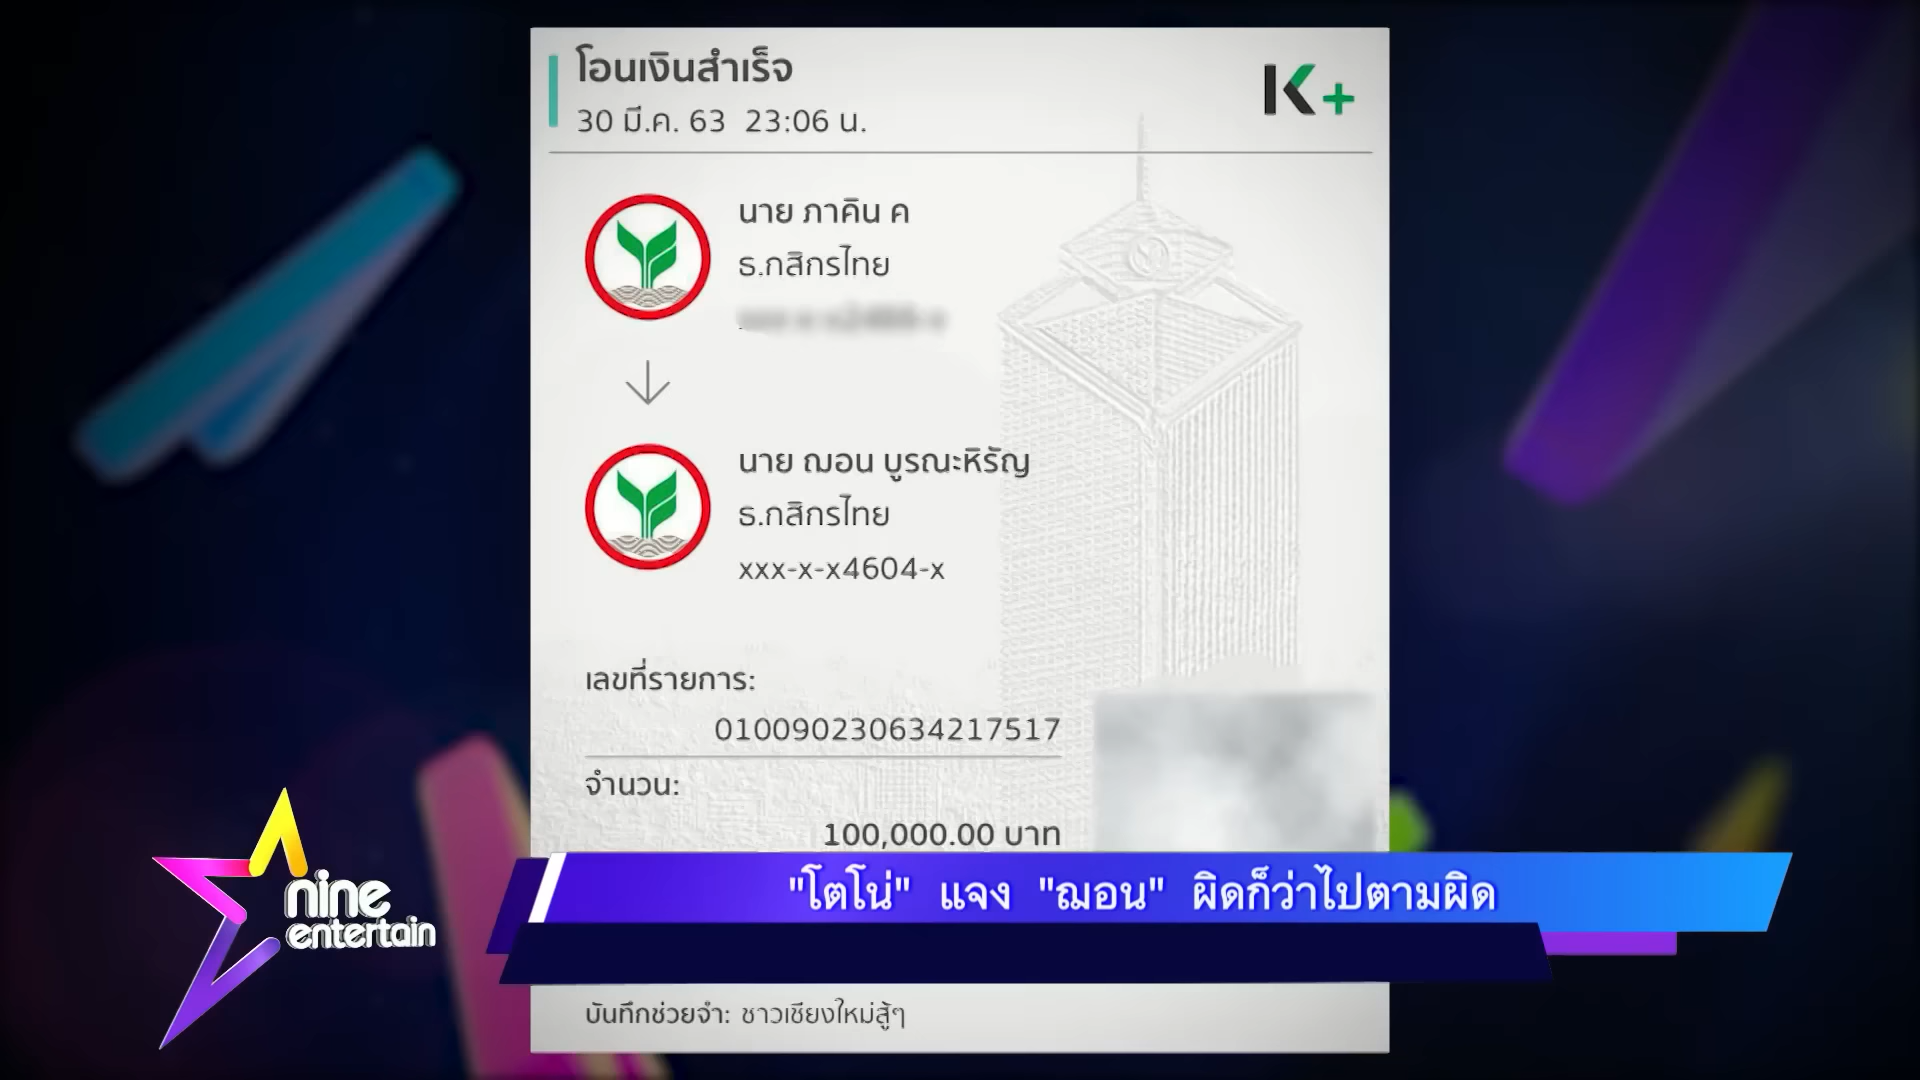 โอนเงินสำเร็จ
30 มี.ค. 63 23:06 น.
K+
นาย ภาคิน ค
ธ.กสิกรไทย
นาย ฌอน บูรณะหิรัญ
ธ.กสิกรไทย
xxx-x-x4604-x
เลขที่รายการ:
010090230634217517
จำนวน:
100,000.00 บาท
"โตโน่" แจง "ฌอน" ผิดก็ว่าไปตามผิด
nine
entertain
บันทึกช่วยจำ: ชาวเชียงใหม่สู้ๆ